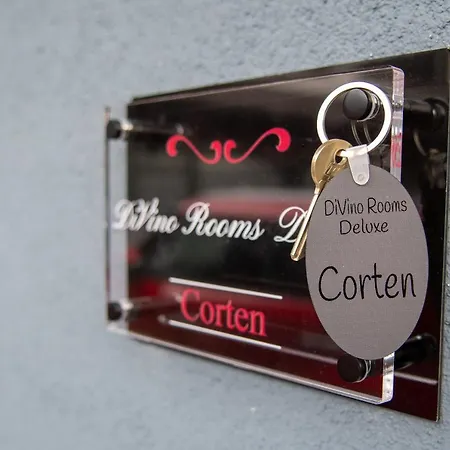 DiVino Rooms D
Corten
DiVino Rooms
Deluxe
Corten